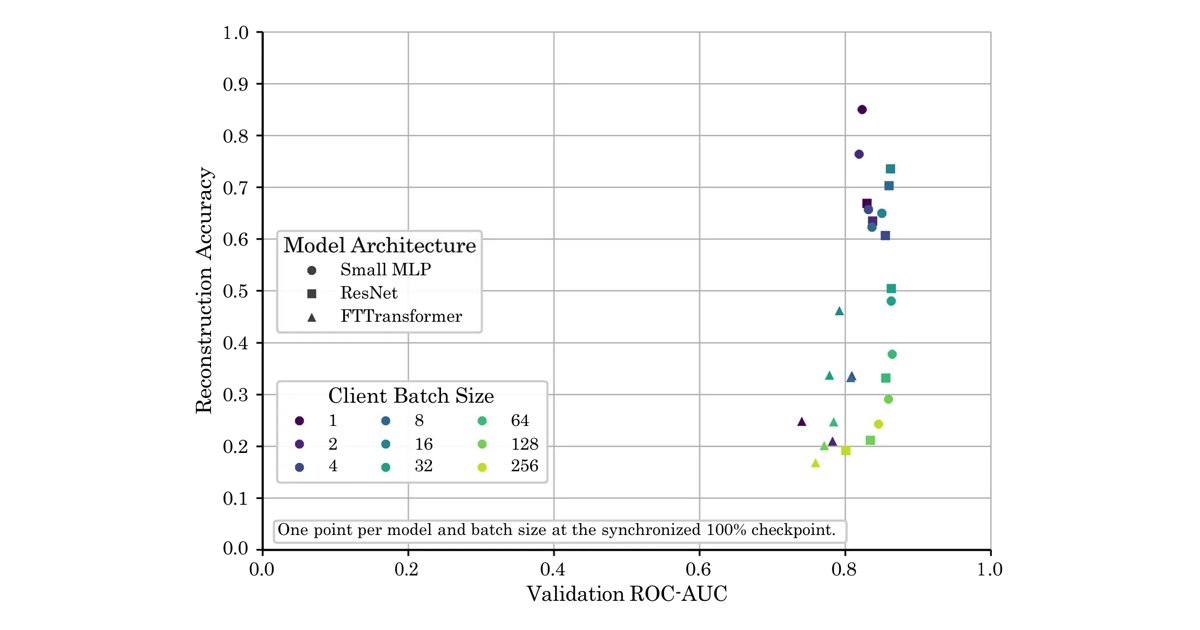 1.0
0.9
0.8
0.7
0.6
0.5
0.4
0.3
0.2
0.1
0.0
Reconstruction Accuracy
Model Architecture
Small MLP
ResNet
FTTransformer
Client Batch Size
1 8 64
2 16 128
4 32 256
One point per model and batch size at the synchronized 100% checkpoint.
0.0 0.2 0.4 0.6 0.8 1.0
Validation ROC-AUC